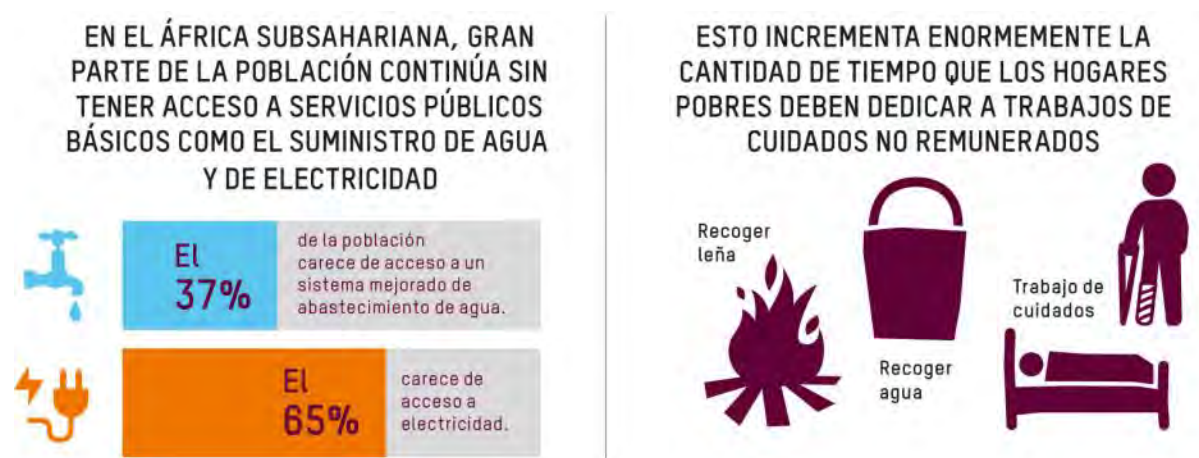 EN EL ÁFRICA SUBSAHARIANA, GRAN
PARTE DE LA POBLACIÓN CONTINÚA SIN
TENER ACCESO A SERVICIOS PÚBLICOS
BÁSICOS COMO EL SUMINISTRO DE AGUA
Y DE ELECTRICIDAD
El
37%
de la población
carece de acceso a un
sistema mejorado de
abastecimiento de agua.
El
65%
carece de
acceso a
electricidad.
ESTO INCREMENTA ENORMEMENTE LA
CANTIDAD DE TIEMPO QUE LOS HOGARES
POBRES DEBEN DEDICAR A TRABAJOS DE
CUIDADOS NO REMUNERADOS
Recoger
leña
Recoger
agua
Trabajo de
cuidados